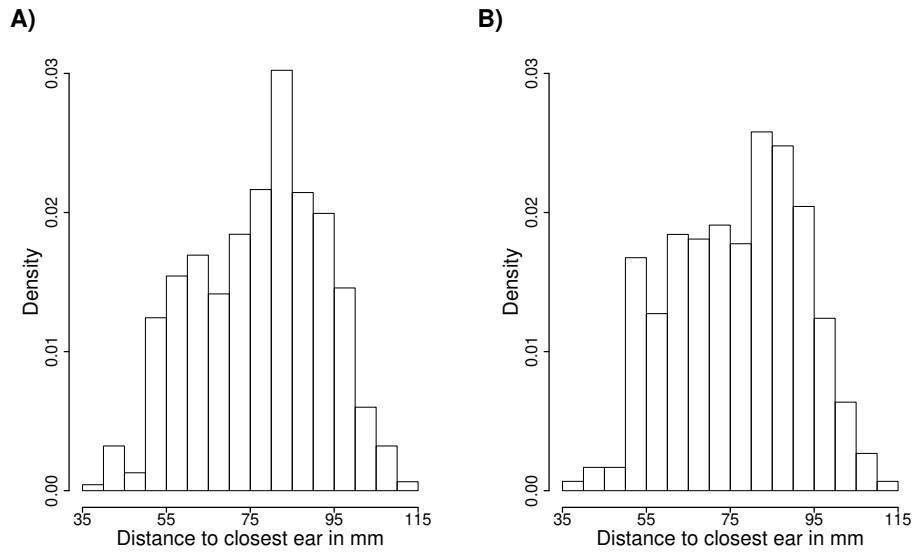 A)
Density
0.03
0.02
0.01
0.00
35 55 75 95 115
Distance to closest ear in mm
B)
Density
0.03
0.02
0.01
0.00
35 55 75 95 115
Distance to closest ear in mm